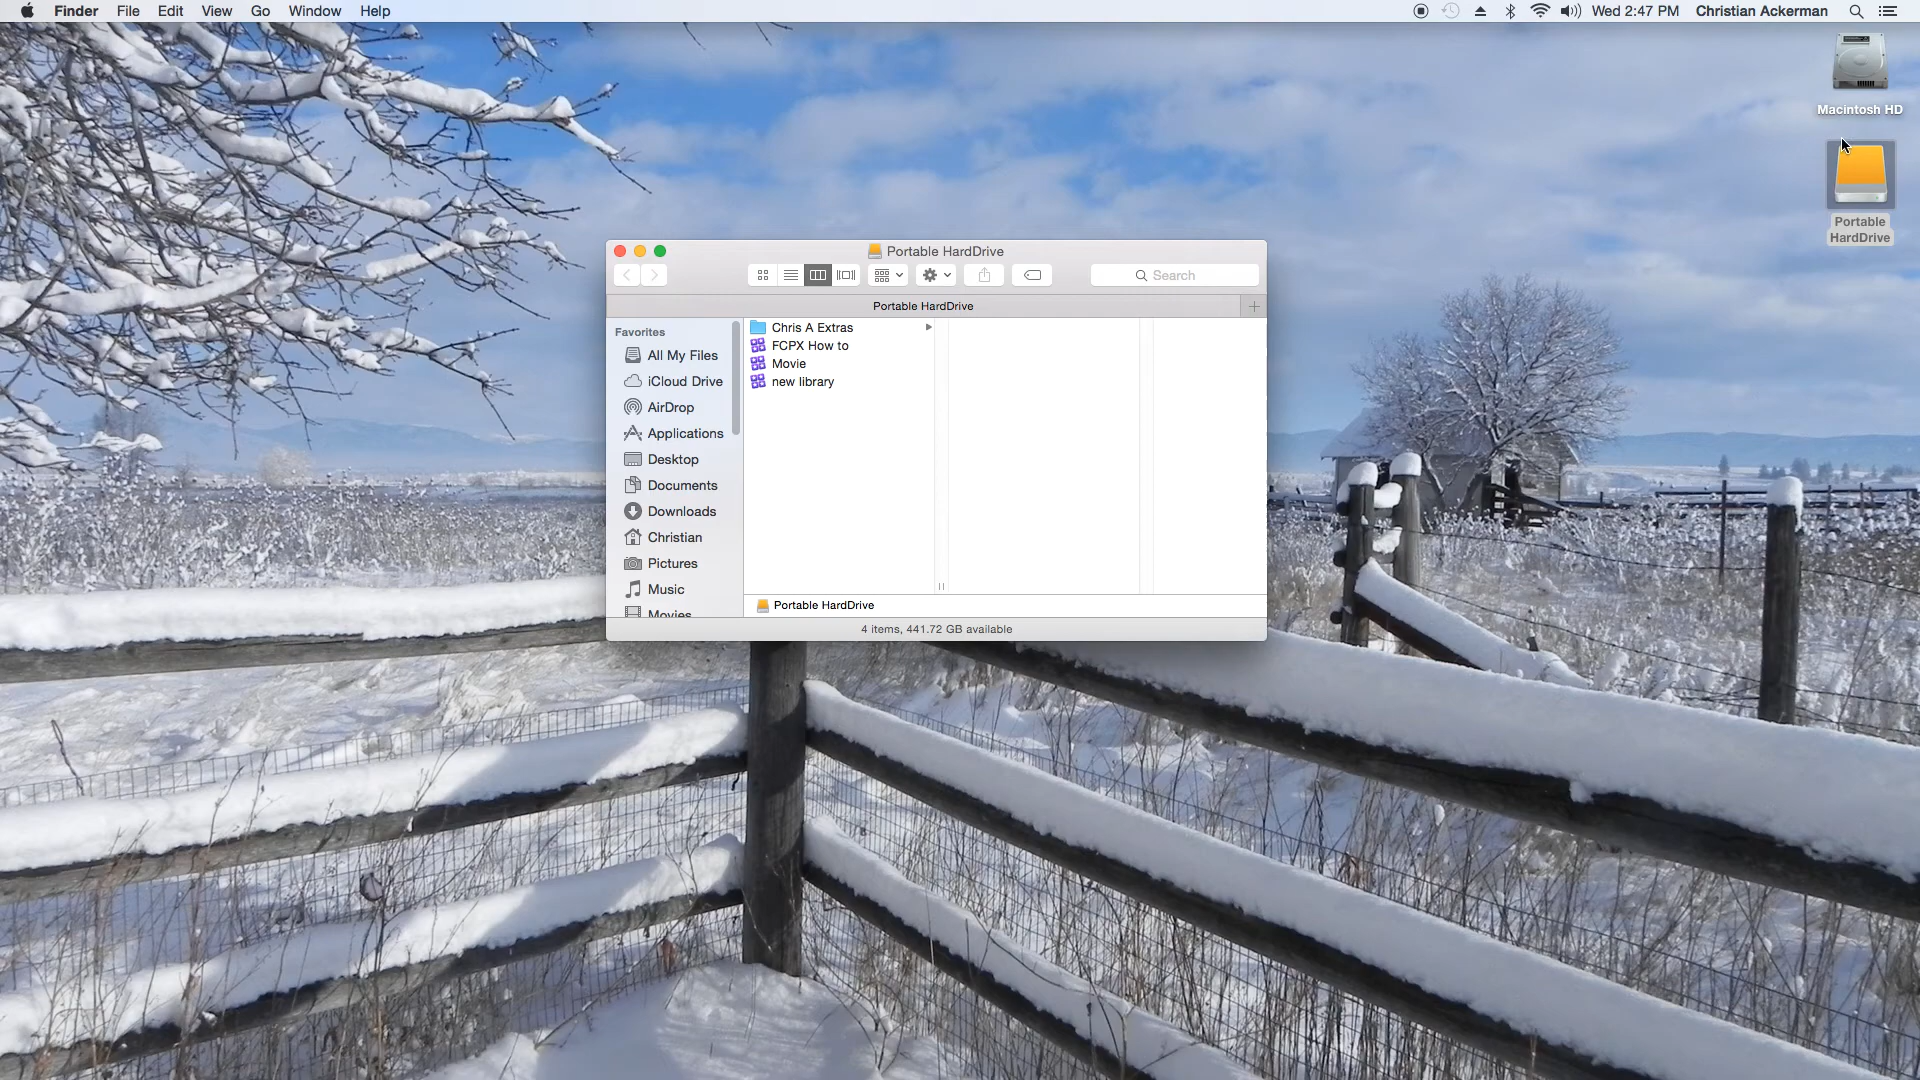 Finder File Edit View Go Window Help Wed 2:47 PM Christian Ackerman
Macintosh HD
Portable
HardDrive
Portable HardDrive
Search
Portable HardDrive
Favorites
All My Files
iCloud Drive
AirDrop
Applications
Desktop
Documents
Downloads
Christian
Pictures
Music
Movies
Chris A Extras
FCPX How to
Movie
new library
Portable HardDrive
4 items, 441.72 GB available